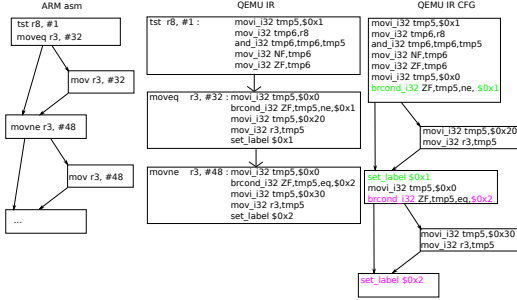 ARM asm
tst r8, #1
moveq r3, #32
mov r3, #32
movne r3, #48
mov r3, #48
...
QEMU IR
tst r8, #1 : movi_i32 tmp5,$0x1
mov_i32 tmp6,r8
and_i32 tmp6,tmp6,tmp5
mov_i32 NF,tmp6
mov_i32 ZF,tmp6
moveq r3, #32 : movi_i32 tmp5,$0x0
brcond_i32 ZF,tmp5,ne,$0x1
movi_i32 tmp5,$0x20
mov_i32 r3,tmp5
set_label $0x1
movne r3, #48 : movi_i32 tmp5,$0x0
brcond_i32 ZF,tmp5,eq,$0x2
movi_i32 tmp5,$0x30
mov_i32 r3,tmp5
set_label $0x2
QEMU IR CFG
movi_i32 tmp5,$0x1
mov_i32 tmp6,r8
and_i32 tmp6,tmp6,tmp5
mov_i32 NF,tmp6
mov_i32 ZF,tmp6
movi_i32 tmp5,$0x0
brcond_i32 ZF,tmp5,ne, $0x1
movi_i32 tmp5,$0x20
mov_i32 r3,tmp5
set_label $0x1
movi_i32 tmp5,$0x0
brcond_i32 ZF,tmp5,eq,$0x2
movi_i32 tmp5,$0x30
mov_i32 r3,tmp5
set_label $0x2